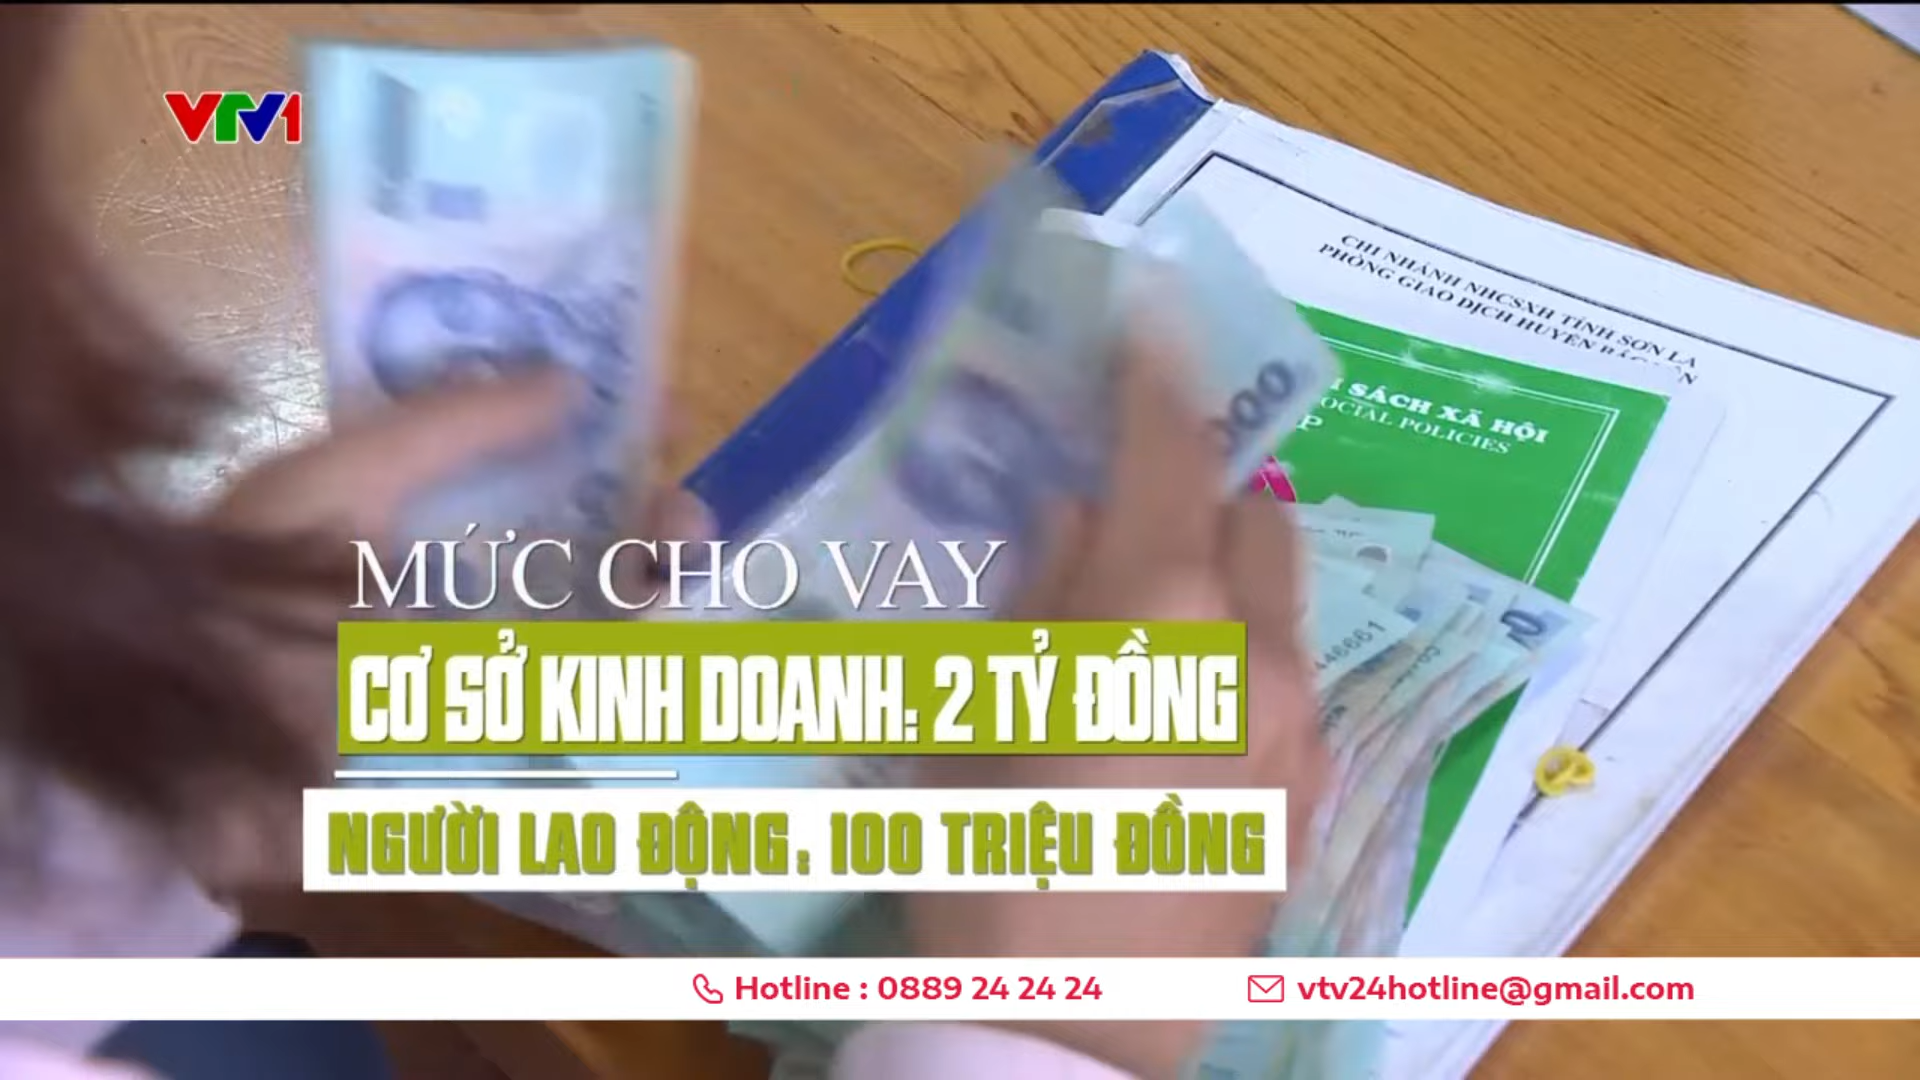 VTV1
CHI NHÁNH NHCSXH TỈNH SƠN LA
PHÒNG GIAO DỊCH HUYỆN
SÁCH XÃ HỘI
OCIAL POLICIES
P
000
446661
MỨC CHO VAY
CƠ SỞ KINH DOANH: 2 TỶ ĐỒNG
NGƯỜI LAO ĐỘNG: 100 TRIỆU ĐỒNG
Hotline : 0889 24 24 24
vtv24hotline@gmail.com